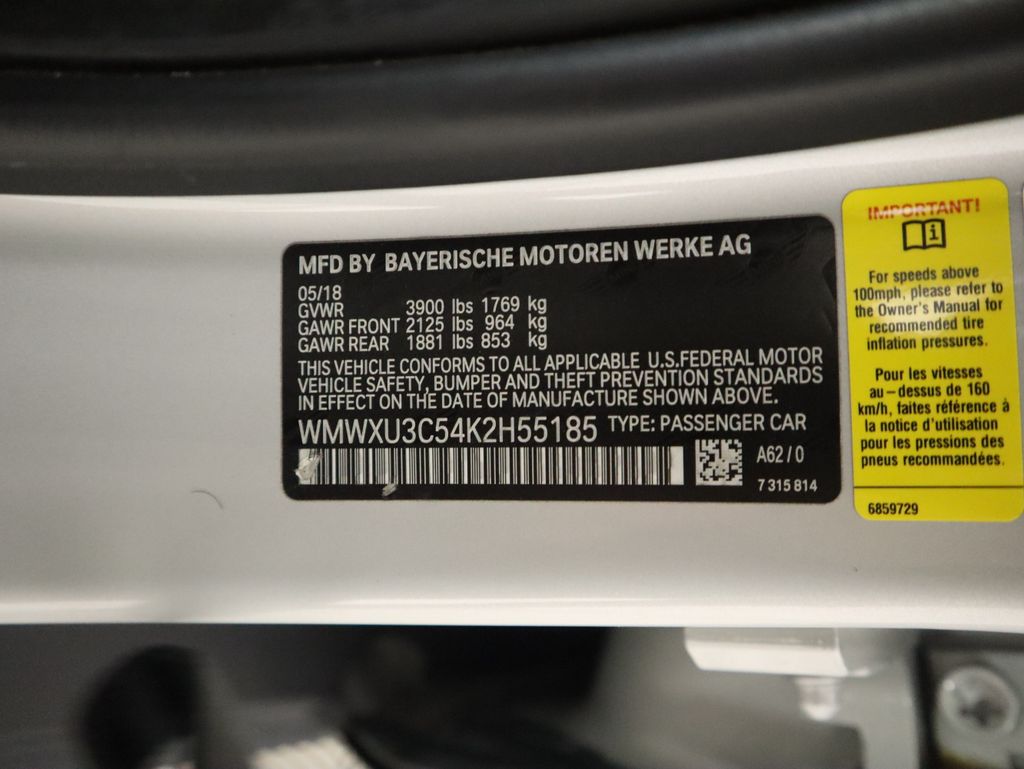 MFD BY BAYERISCHE MOTOREN WERKE AG
05/18
GVWR 3900 lbs 1769 kg
GAWR FRONT 2125 lbs 964 kg
GAWR REAR 1881 lbs 853 kg
THIS VEHICLE CONFORMS TO ALL APPLICABLE U.S.FEDERAL MOTOR
VEHICLE SAFETY, BUMPER AND THEFT PREVENTION STANDARDS
IN EFFECT ON THE DATE OF MANUFACTURE SHOWN ABOVE.
WMWXU3C54K2H55185 TYPE: PASSENGER CAR
A62/0
7 315 814
IMPORTANT!
For speeds above
100mph, please refer to
the Owner's Manual for
recommended tire
inflation pressures.
Pour les vitesses
au-dessus de 160
km/h, faites référence à
la notice d'utilisation
pour les pressions des
pneus recommandées.
6859729